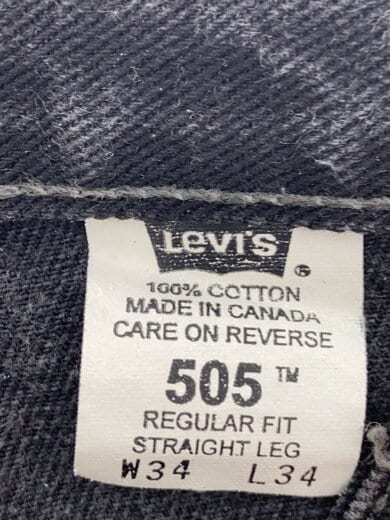 Levi's ®
100% COTTON
MADE IN CANADA
CARE ON REVERSE
505 ™
REGULAR FIT
STRAIGHT LEG
W34 L34